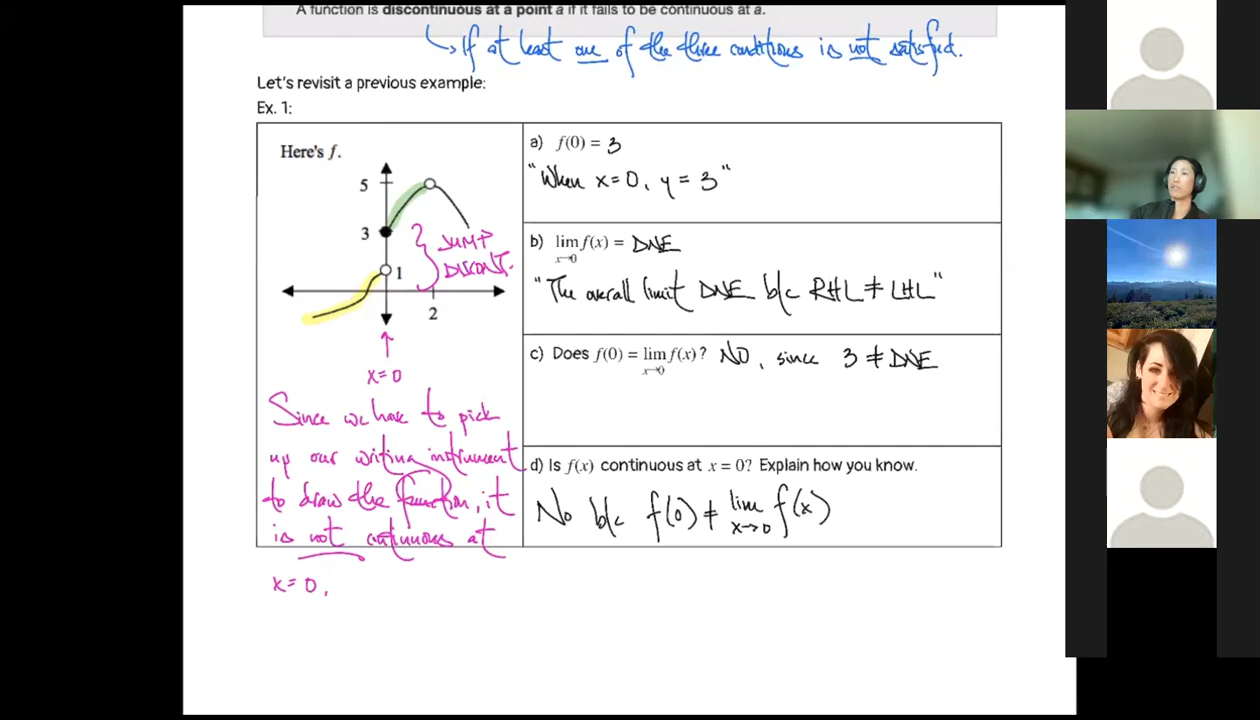 A function is discontinuous at a point a if it fails to be continuous at a.
↳ If at least one of the three conditions is not satisfied.
Let's revisit a previous example:
Ex. 1:
Here's f.
5
3
1
2
JUMP
DISCONT.
x=0
Since we have to pick
up our writing instrument
to draw the function, it
is not continuous at
x=0.
a) f(0) = 3
"When x=0, y=3"
b) lim f(x) = DNE
x→0
"The overall limit DNE b/c RHL ≠ LHL"
c) Does f(0) = lim f(x)? NO, since 3 ≠ DNE
x→0
d) Is f(x) continuous at x = 0? Explain how you know.
No b/c f(0) ≠ lim f(x)
x→0